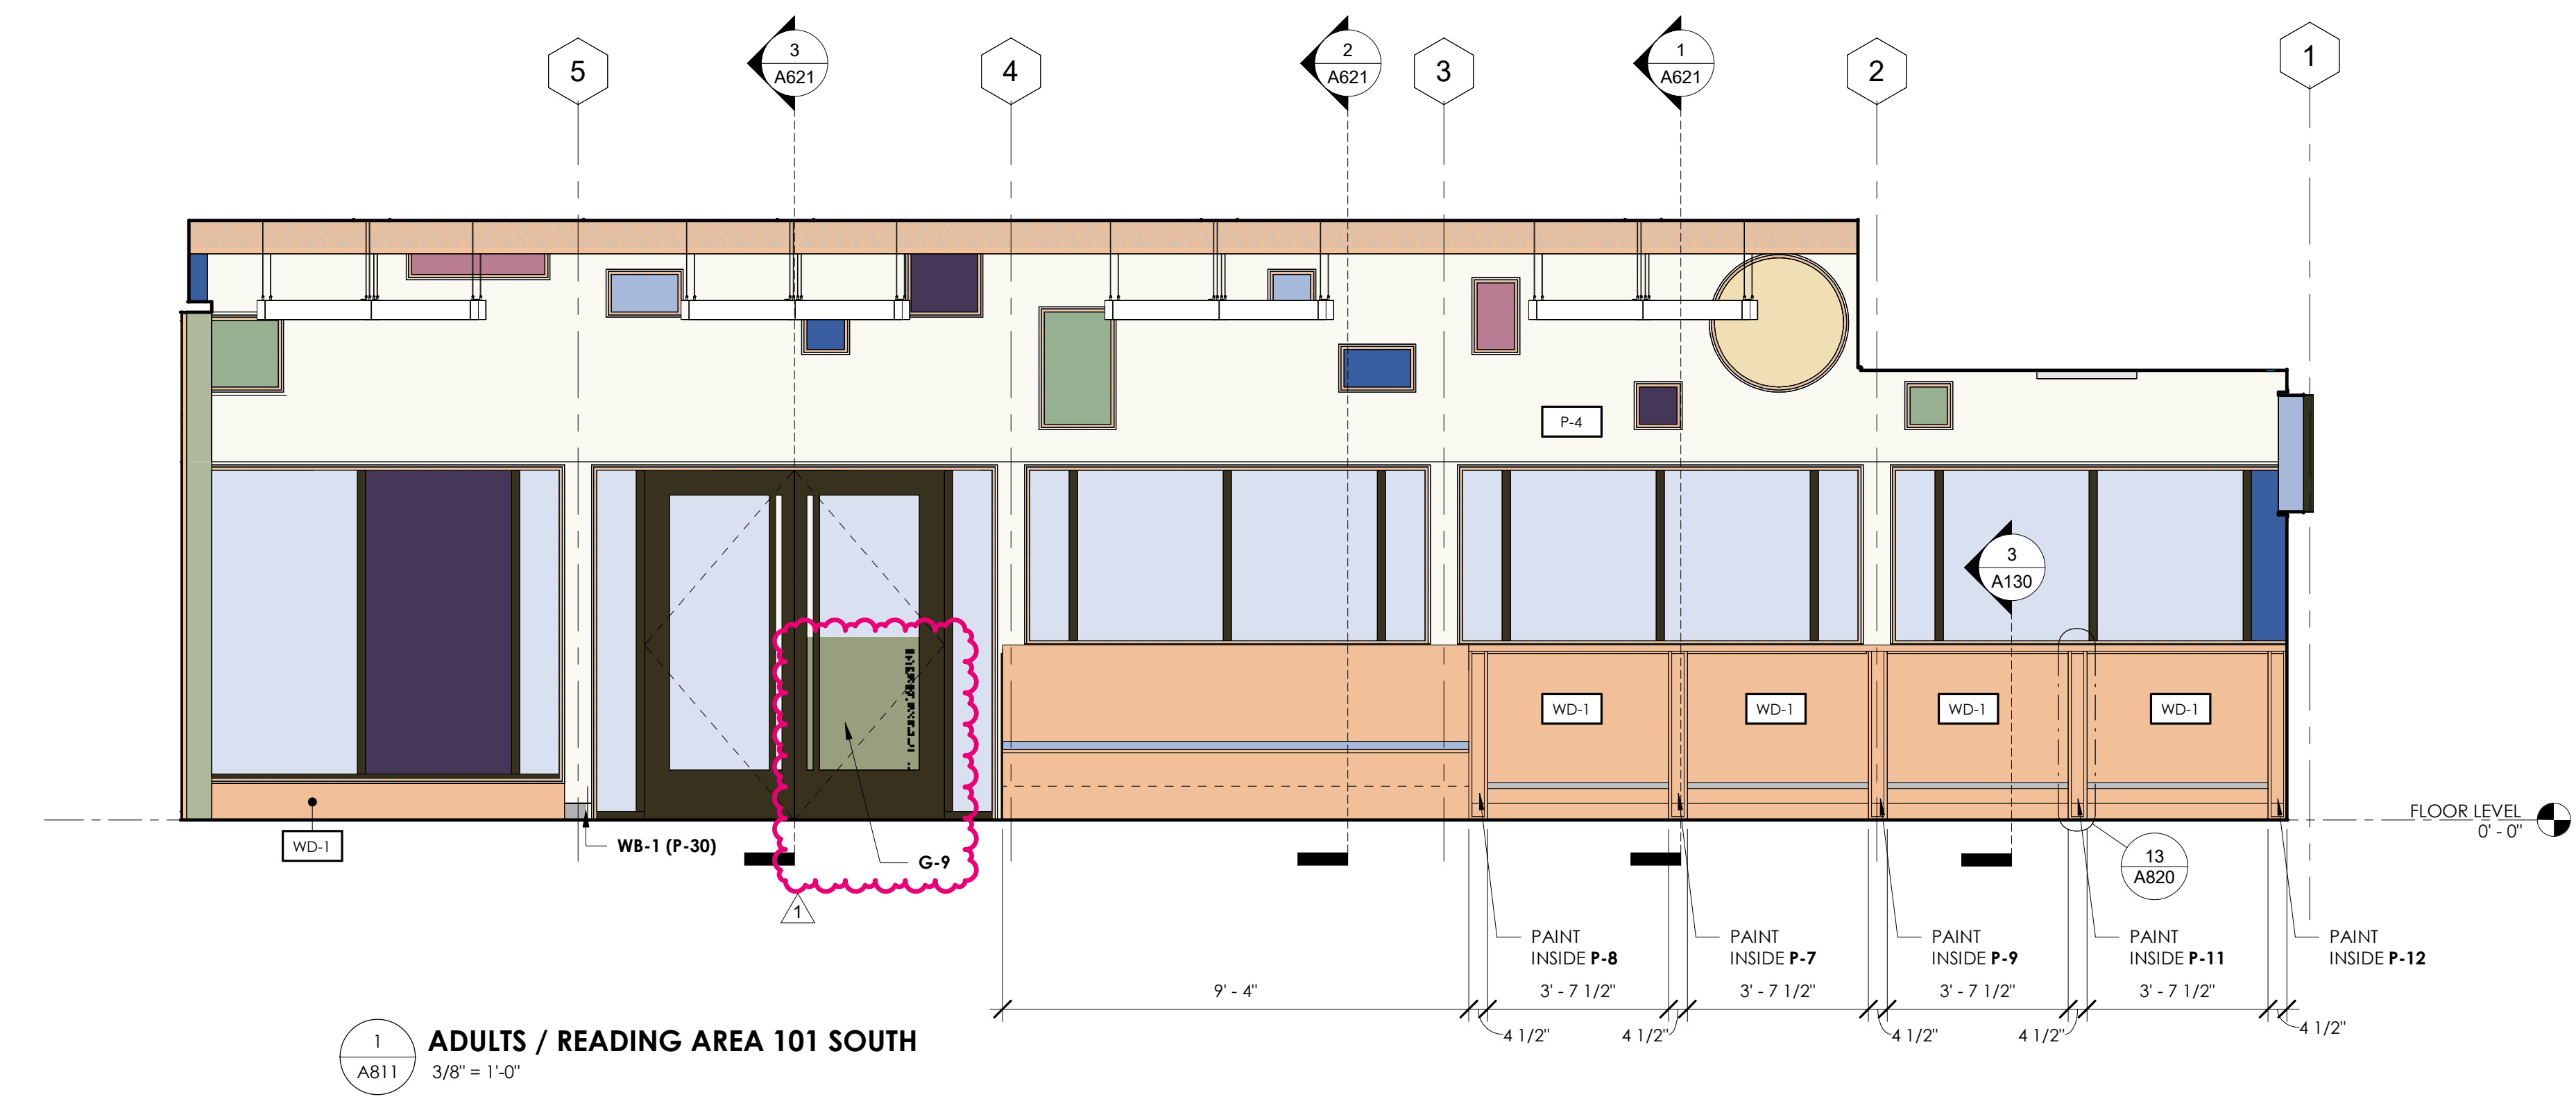 5
3
A621
4
2
A621
3
1
A621
2
1
P-4
3
A130
WD-1
WD-1
WD-1
WD-1
FLOOR LEVEL
0' - 0"
WD-1
WB-1 (P-30)
G-9
13
A820
1
PAINT
INSIDE P-8
PAINT
INSIDE P-7
PAINT
INSIDE P-9
PAINT
INSIDE P-11
PAINT
INSIDE P-12
9' - 4"
3' - 7 1/2"
3' - 7 1/2"
3' - 7 1/2"
3' - 7 1/2"
4 1/2"
4 1/2"
4 1/2"
4 1/2"
4 1/2"
1
A811
ADULTS / READING AREA 101 SOUTH
3/8" = 1'-0"